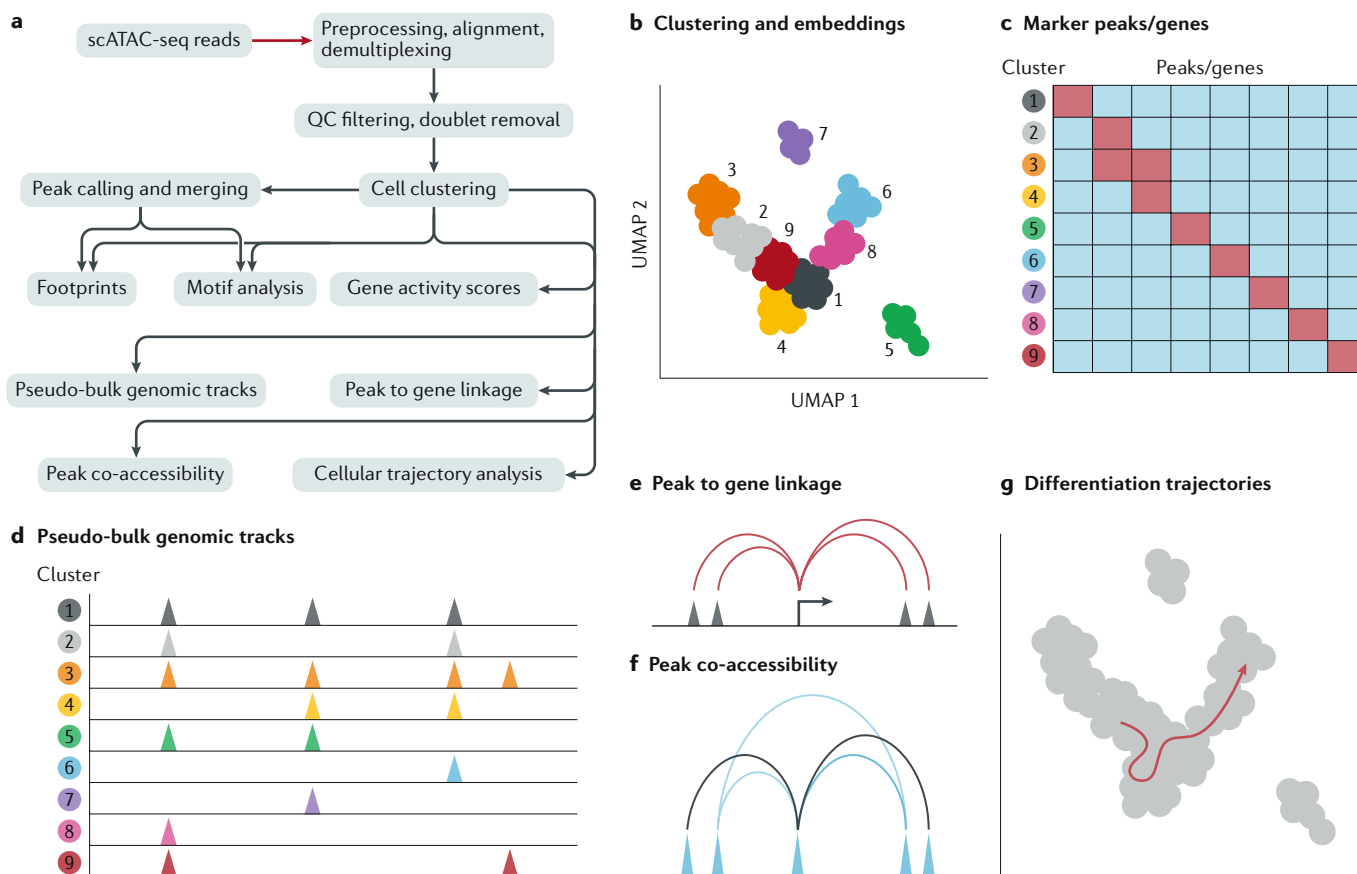 a
scATAC-seq reads
Preprocessing, alignment,
demultiplexing
QC filtering, doublet removal
Peak calling and merging
Cell clustering
Footprints
Motif analysis
Gene activity scores
Pseudo-bulk genomic tracks
Peak to gene linkage
Peak co-accessibility
Cellular trajectory analysis
b Clustering and embeddings
7
3
6
2
9
8
1
4
5
UMAP 2
UMAP 1
c Marker peaks/genes
Cluster
Peaks/genes
1
2
3
4
5
6
7
8
9
d Pseudo-bulk genomic tracks
Cluster
1
2
3
4
5
6
7
8
9
e Peak to gene linkage
f Peak co-accessibility
g Differentiation trajectories